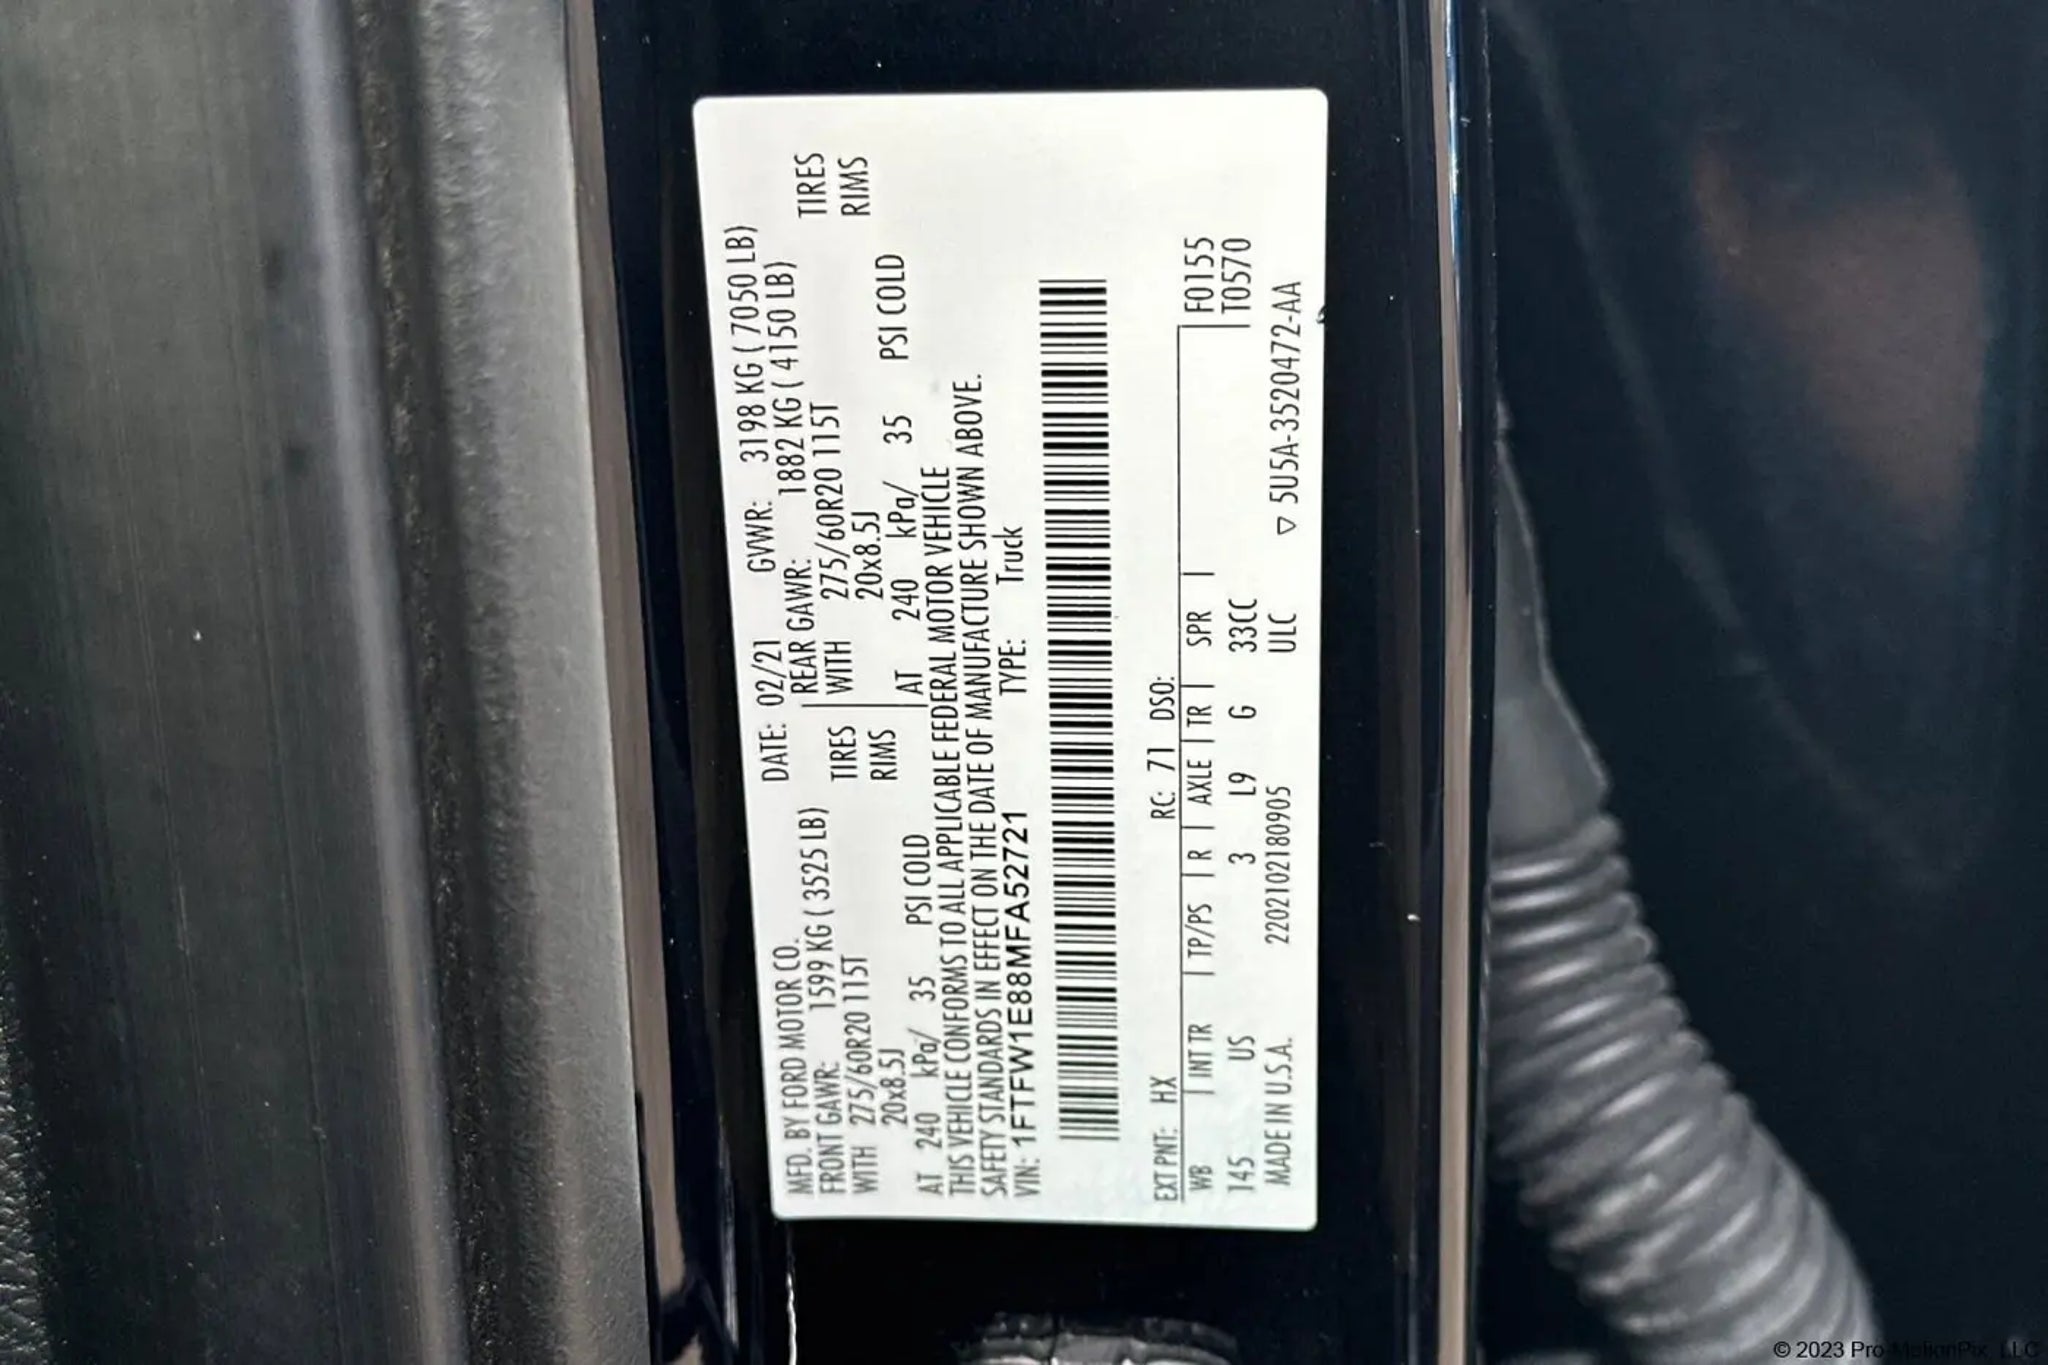 MFD. BY FORD MOTOR CO. DATE: 02/21 GVWR: 3198 KG ( 7050 LB)
FRONT GAWR: 1599 KG ( 3525 LB) REAR GAWR: 1882 KG ( 4150 LB)
WITH 275/60R20 115T TIRES WITH 275/60R20 115T TIRES
20x8.5J RIMS 20x8.5J RIMS
AT 240 kPa/ 35 PSI COLD AT 240 kPa/ 35 PSI COLD
THIS VEHICLE CONFORMS TO ALL APPLICABLE FEDERAL MOTOR VEHICLE
SAFETY STANDARDS IN EFFECT ON THE DATE OF MANUFACTURE SHOWN ABOVE.
VIN: 1FTFW1E88MFA52721 TYPE: Truck
EXT PNT: HX RC: 71 DSO:
WB INT TR TP/PS R AXLE TR SPR F0155
145 US 3 L9 G 33CC T0570
MADE IN U.S.A. 2202102180905 ULC ▽ 5U5A-3520472-AA
© 2023 Pro-MotionPix, LLC